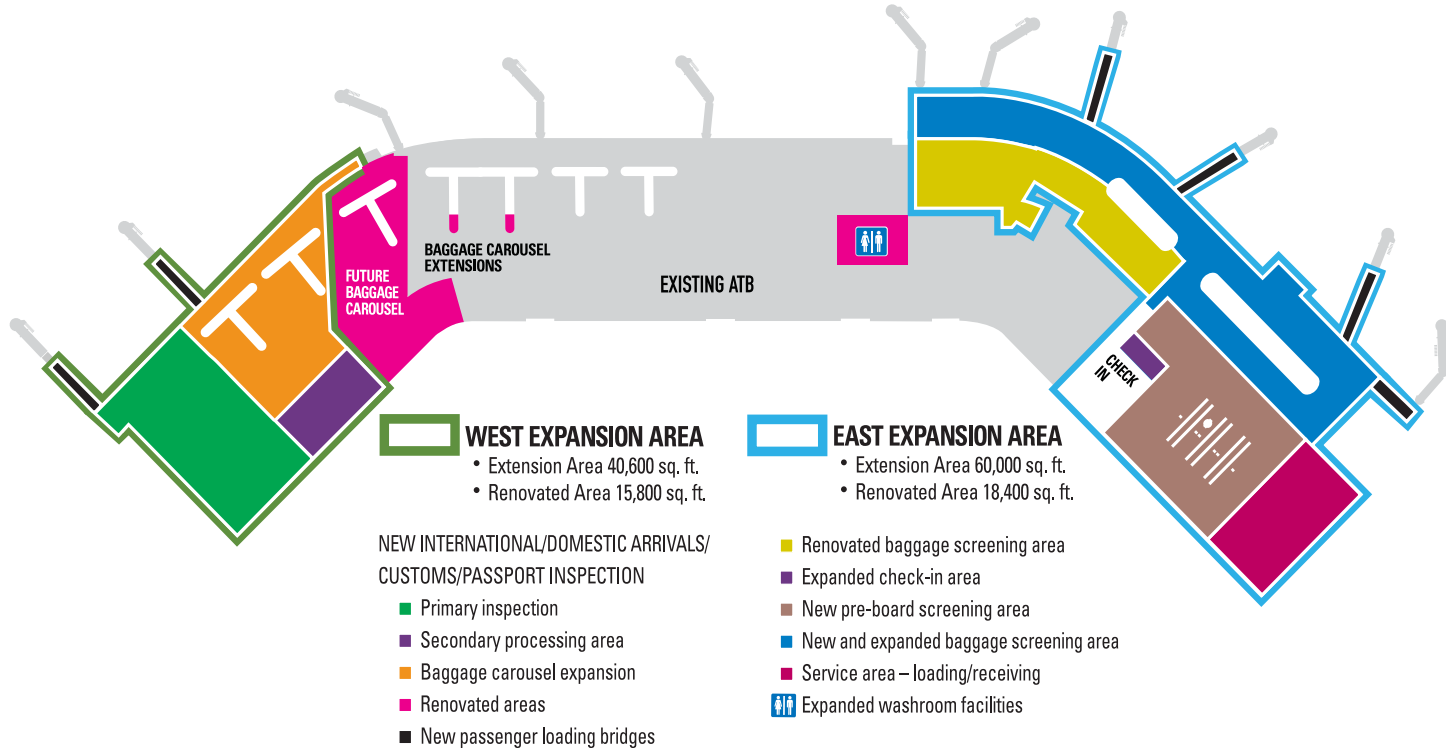 BAGGAGE CAROUSEL
EXTENSIONS
FUTURE
BAGGAGE
CAROUSEL
EXISTING ATB
CHECK
IN
WEST EXPANSION AREA
• Extension Area 40,600 sq. ft.
• Renovated Area 15,800 sq. ft.
NEW INTERNATIONAL/DOMESTIC ARRIVALS/
CUSTOMS/PASSPORT INSPECTION
Primary inspection
Secondary processing area
Baggage carousel expansion
Renovated areas
New passenger loading bridges
EAST EXPANSION AREA
• Extension Area 60,000 sq. ft.
• Renovated Area 18,400 sq. ft.
Renovated baggage screening area
Expanded check-in area
New pre-board screening area
New and expanded baggage screening area
Service area – loading/receiving
Expanded washroom facilities